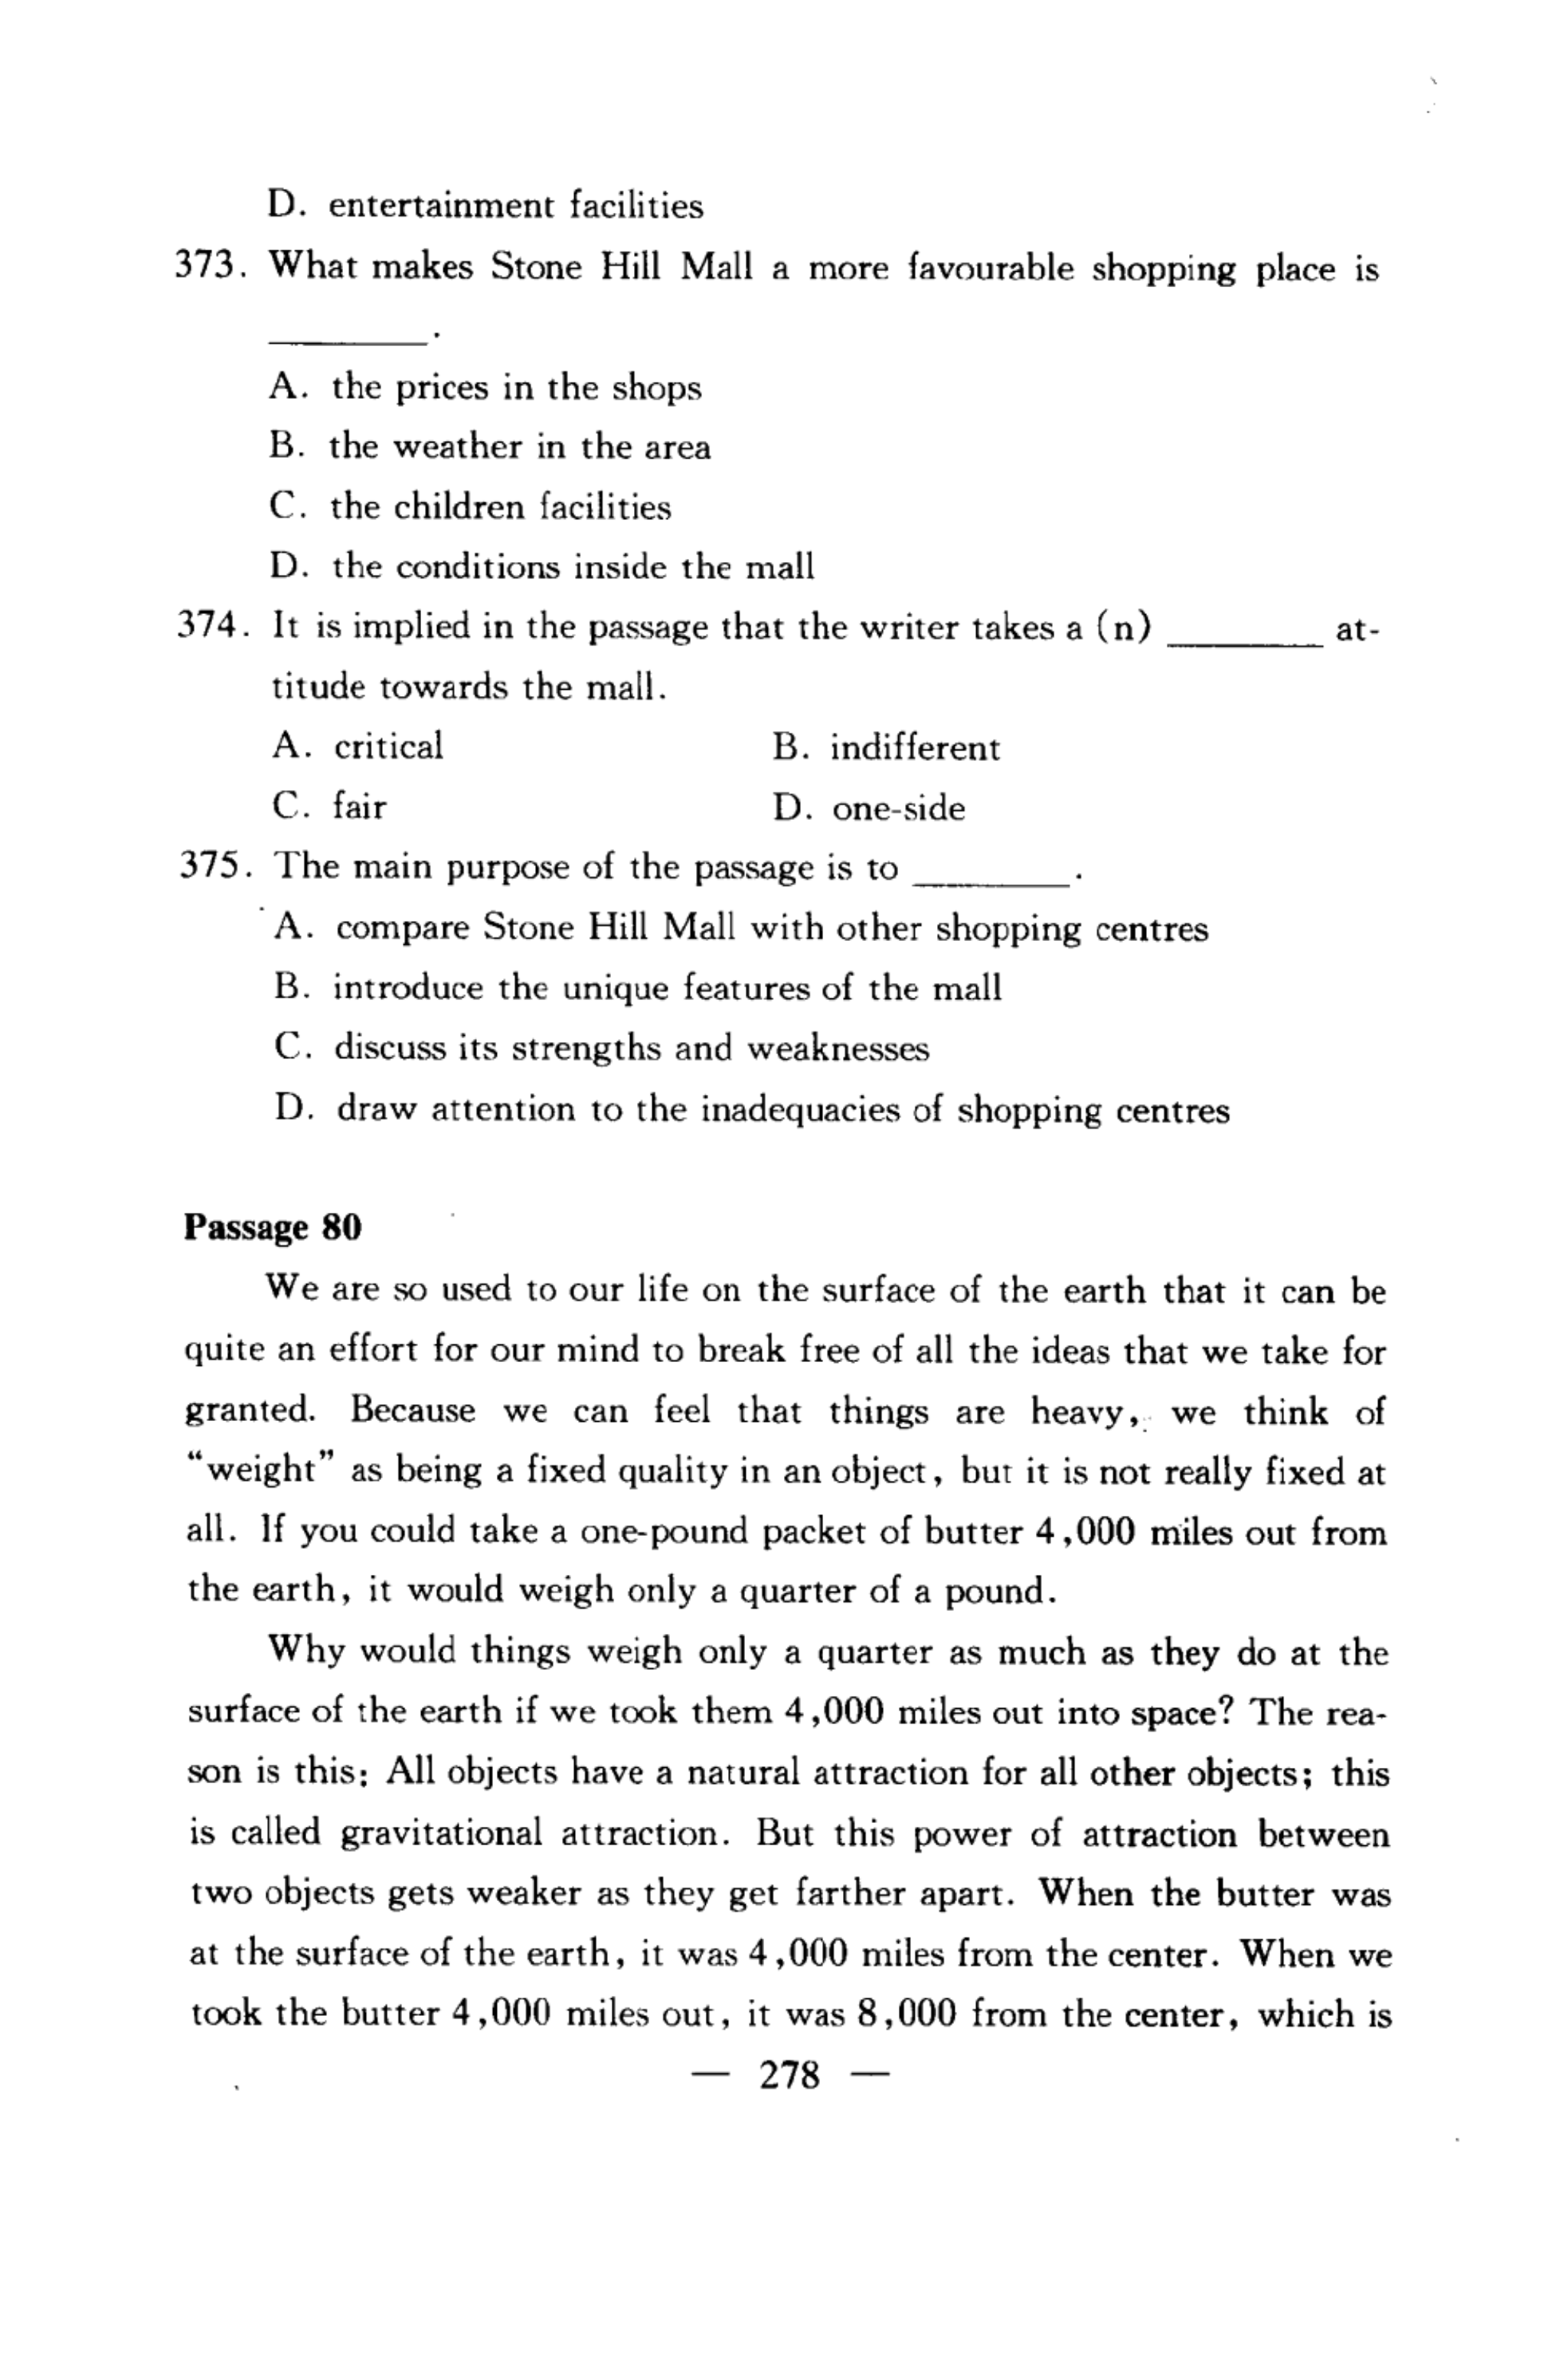 D. entertainment facilities
373. What makes Stone Hill Mall a more favourable shopping place is
________.
A. the prices in the shops
B. the weather in the area
C. the children facilities
D. the conditions inside the mall
374. It is implied in the passage that the writer takes a (n) ________ at-
titude towards the mall.
A. critical B. indifferent
C. fair D. one-side
375. The main purpose of the passage is to ________.
A. compare Stone Hill Mall with other shopping centres
B. introduce the unique features of the mall
C. discuss its strengths and weaknesses
D. draw attention to the inadequacies of shopping centres
Passage 80
We are so used to our life on the surface of the earth that it can be
quite an effort for our mind to break free of all the ideas that we take for
granted. Because we can feel that things are heavy, we think of
“weight” as being a fixed quality in an object, but it is not really fixed at
all. If you could take a one-pound packet of butter 4,000 miles out from
the earth, it would weigh only a quarter of a pound.
Why would things weigh only a quarter as much as they do at the
surface of the earth if we took them 4,000 miles out into space? The rea-
son is this: All objects have a natural attraction for all other objects; this
is called gravitational attraction. But this power of attraction between
two objects gets weaker as they get farther apart. When the butter was
at the surface of the earth, it was 4,000 miles from the center. When we
took the butter 4,000 miles out, it was 8,000 from the center, which is
— 278 —